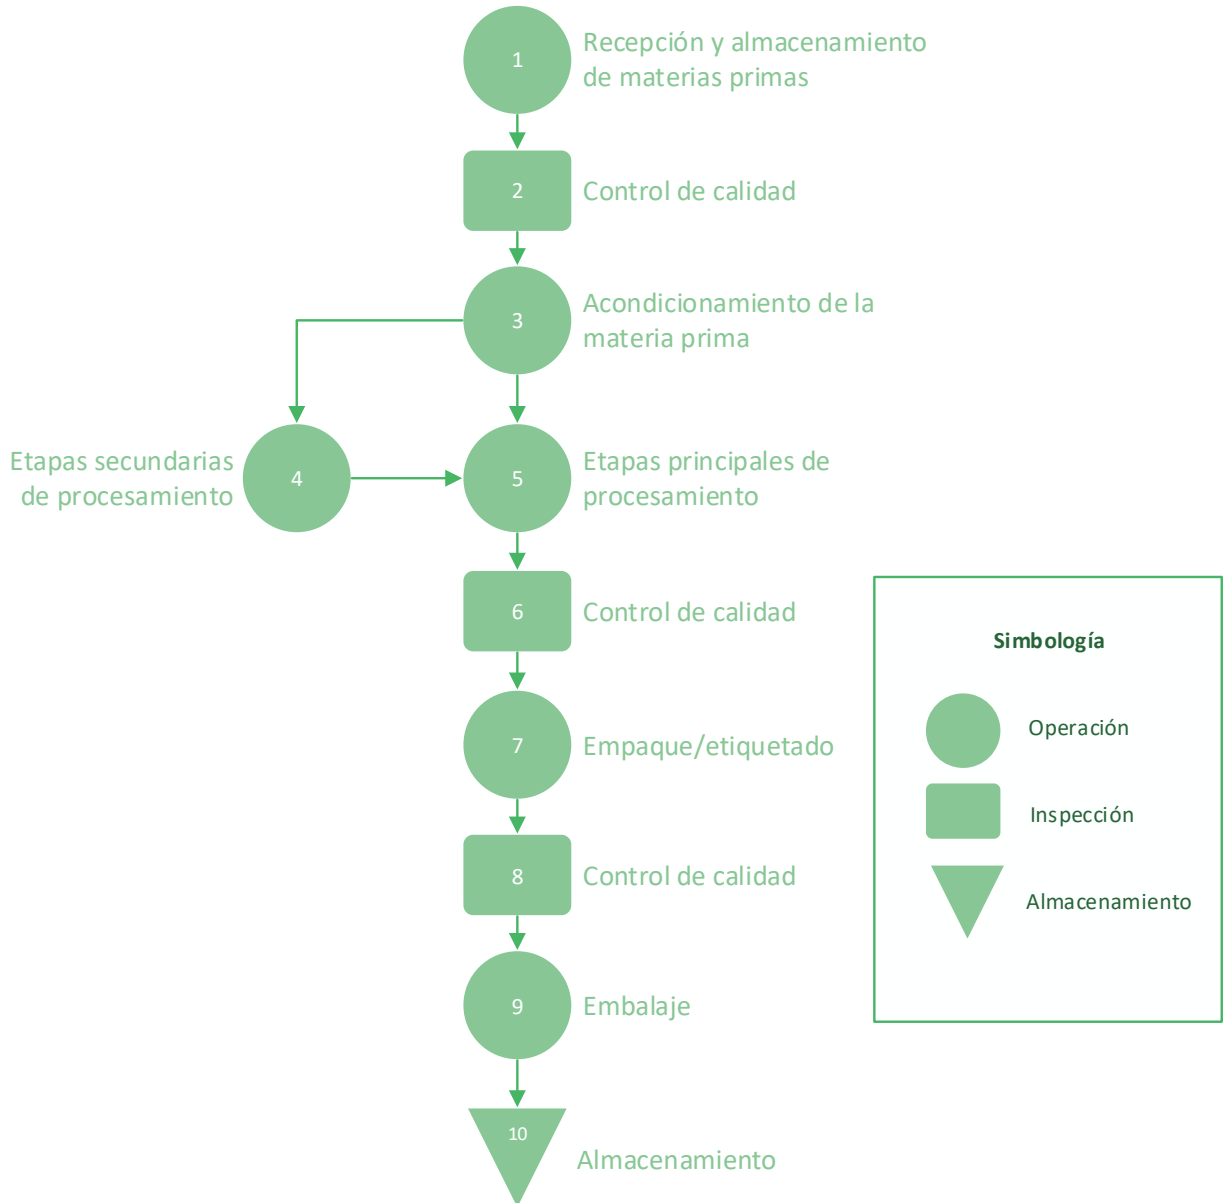 1
Recepción y almacenamiento
de materias primas
2
Control de calidad
3
Acondicionamiento de la
materia prima
Etapas secundarias
de procesamiento
4
5
Etapas principales de
procesamiento
6
Control de calidad
7
Empaque/etiquetado
8
Control de calidad
9
Embalaje
10
Almacenamiento
Simbología
Operación
Inspección
Almacenamiento